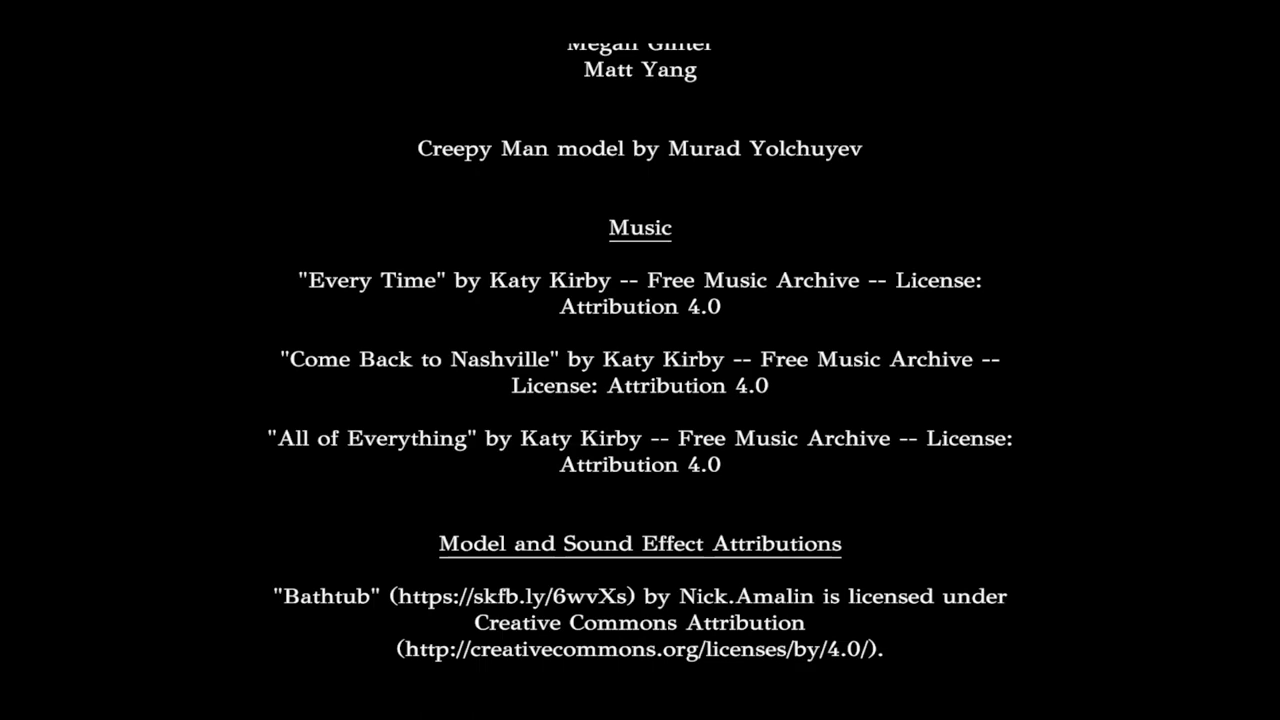 Megan
Matt Yang
Creepy Man model by Murad Yolchuyev
Music
"Every Time" by Katy Kirby -- Free Music Archive -- License:
Attribution 4.0
"Come Back to Nashville" by Katy Kirby -- Free Music Archive --
License: Attribution 4.0
"All of Everything" by Katy Kirby -- Free Music Archive -- License:
Attribution 4.0
Model and Sound Effect Attributions
"Bathtub" (https://skfb.ly/6wvXs) by Nick.Amalin is licensed under
Creative Commons Attribution
(http://creativecommons.org/licenses/by/4.0/).